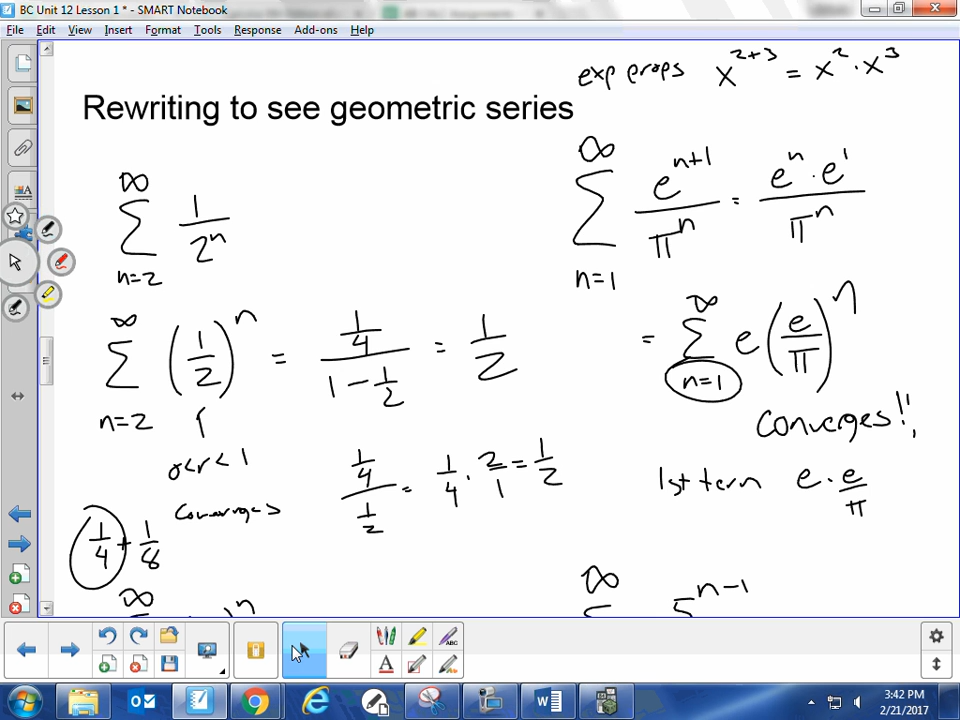 BC Unit 12 Lesson 1 * - SMART Notebook
File Edit View Insert Format Tools Response Add-ons Help
exp props x^{2+3} = x^2 · x^3
Rewriting to see geometric series
∞ Σ n=2 1/2^n
∞ Σ n=1 e^{n+1}/π^n = e^n · e^1/π^n
∞ Σ n=2 (1/2)^n = (1/4)/(1 - 1/2) = 1/2
= ∞ Σ n=1 e(e/π)^n
Converges!!
0<r<1
converges
(1/4)/(1/2) = 1/4 · 2/1 = 1/2
1st term e · e/π
1/4 + 1/8
∞
n
∞
5^{n-1}
ABC
A
3:42 PM
2/21/2017